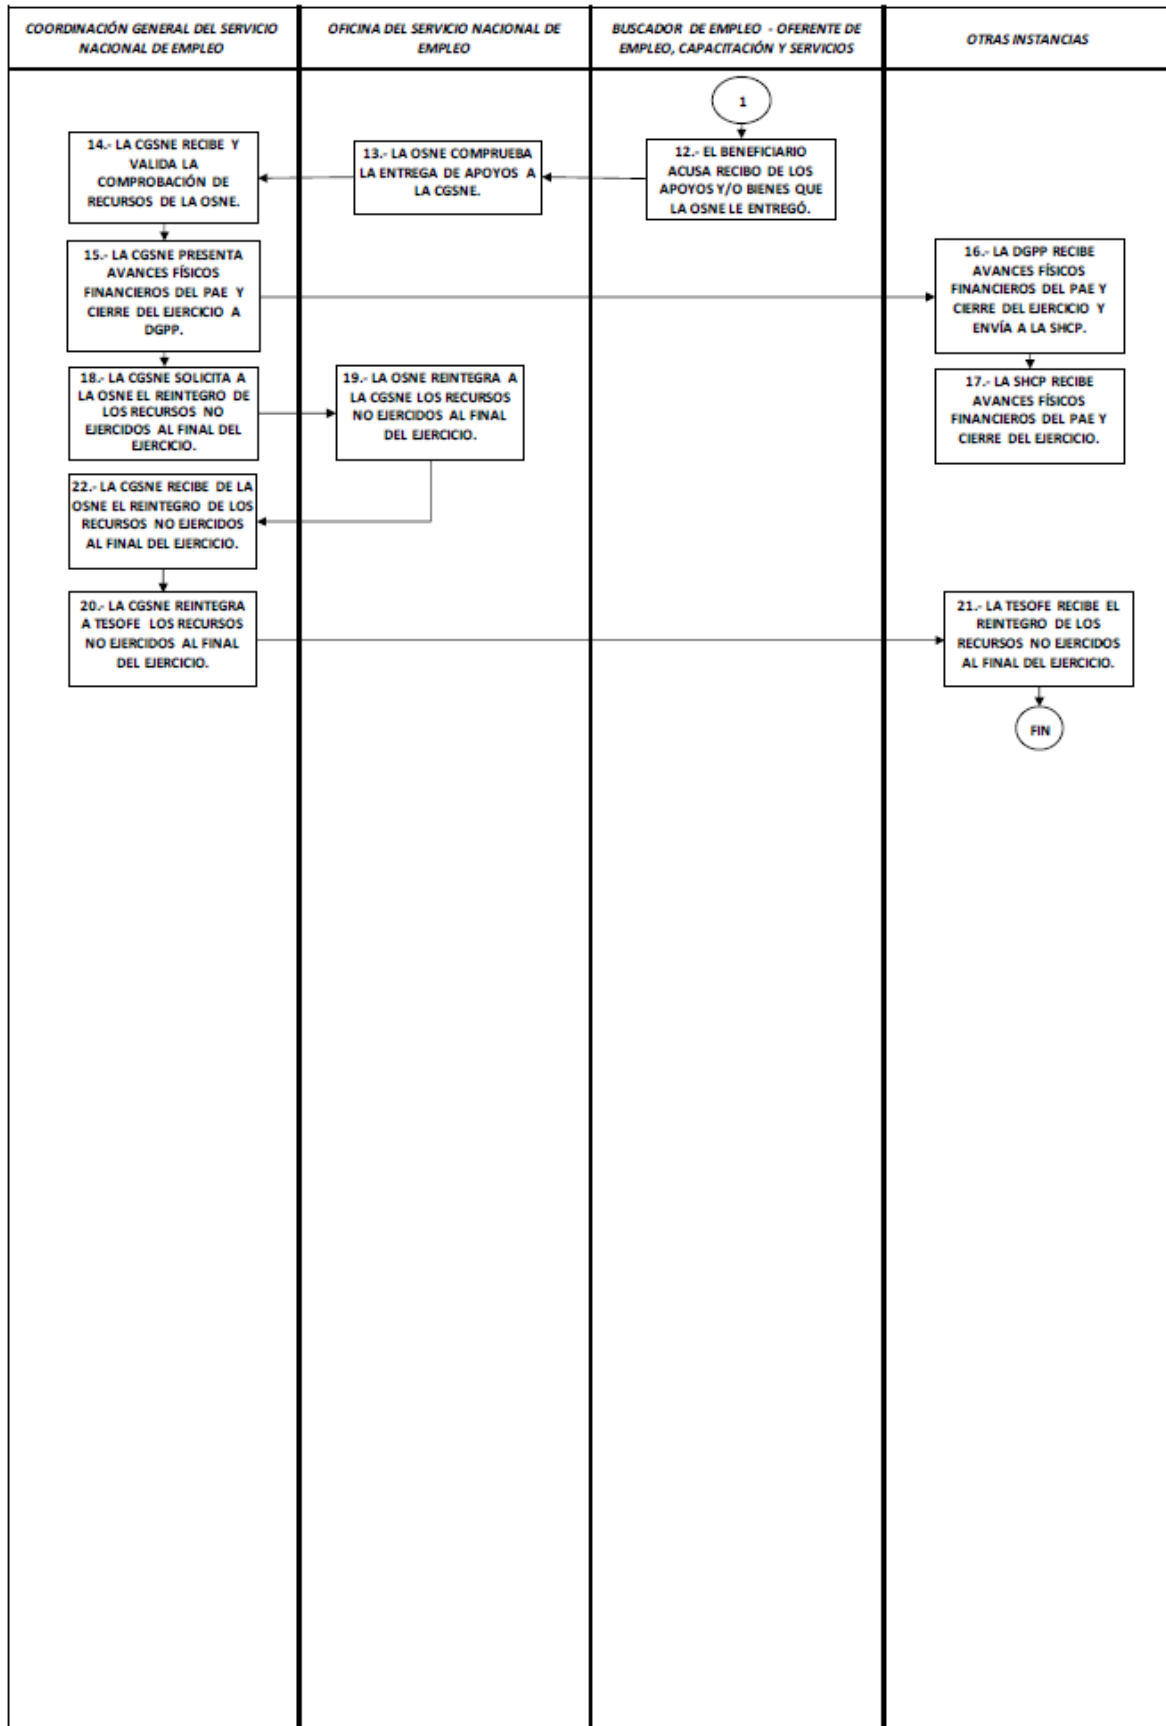 COORDINACIÓN GENERAL DEL SERVICIO
NACIONAL DE EMPLEO
OFICINA DEL SERVICIO NACIONAL DE
EMPLEO
BUSCADOR DE EMPLEO - OFERENTE DE
EMPLEO, CAPACITACIÓN Y SERVICIOS
OTRAS INSTANCIAS
1
12.- EL BENEFICIARIO
ACUSA RECIBO DE LOS
APOYOS Y/O BIENES QUE
LA OSNE LE ENTREGÓ.
13.- LA OSNE COMPRUEBA
LA ENTREGA DE APOYOS A
LA CGSNE.
14.- LA CGSNE RECIBE Y
VALIDA LA
COMPROBACIÓN DE
RECURSOS DE LA OSNE.
15.- LA CGSNE PRESENTA
AVANCES FÍSICOS
FINANCIEROS DEL PAE Y
CIERRE DEL EJERCICIO A
DGPP.
16.- LA DGPP RECIBE
AVANCES FÍSICOS
FINANCIEROS DEL PAE Y
CIERRE DEL EJERCICIO Y
ENVÍA A LA SHCP.
17.- LA SHCP RECIBE
AVANCES FÍSICOS
FINANCIEROS DEL PAE Y
CIERRE DEL EJERCICIO.
18.- LA CGSNE SOLICITA A
LA OSNE EL REINTEGRO DE
LOS RECURSOS NO
EJERCIDOS AL FINAL DEL
EJERCICIO.
19.- LA OSNE REINTEGRA A
LA CGSNE LOS RECURSOS
NO EJERCIDOS AL FINAL
DEL EJERCICIO.
22.- LA CGSNE RECIBE DE LA
OSNE EL REINTEGRO DE LOS
RECURSOS NO EJERCIDOS
AL FINAL DEL EJERCICIO.
20.- LA CGSNE REINTEGRA
A TESOFE LOS RECURSOS
NO EJERCIDOS AL FINAL
DEL EJERCICIO.
21.- LA TESOFE RECIBE EL
REINTEGRO DE LOS
RECURSOS NO EJERCIDOS
AL FINAL DEL EJERCICIO.
FIN